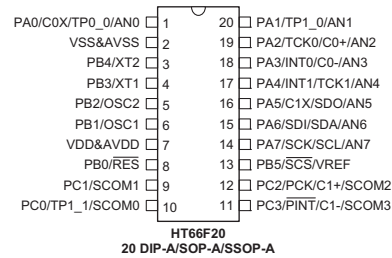 PA0/C0X/TP0_0/AN0 1 20 PA1/TP1_0/AN1
VSS&AVSS 2 19 PA2/TCK0/C0+/AN2
PB4/XT2 3 18 PA3/INT0/C0-/AN3
PB3/XT1 4 17 PA4/INT1/TCK1/AN4
PB2/OSC2 5 16 PA5/C1X/SDO/AN5
PB1/OSC1 6 15 PA6/SDI/SDA/AN6
VDD&AVDD 7 14 PA7/SCK/SCL/AN7
PB0/RES 8 13 PB5/SCS/VREF
PC1/SCOM1 9 12 PC2/PCK/C1+/SCOM2
PC0/TP1_1/SCOM0 10 11 PC3/PINT/C1-/SCOM3
HT66F20
20 DIP-A/SOP-A/SSOP-A